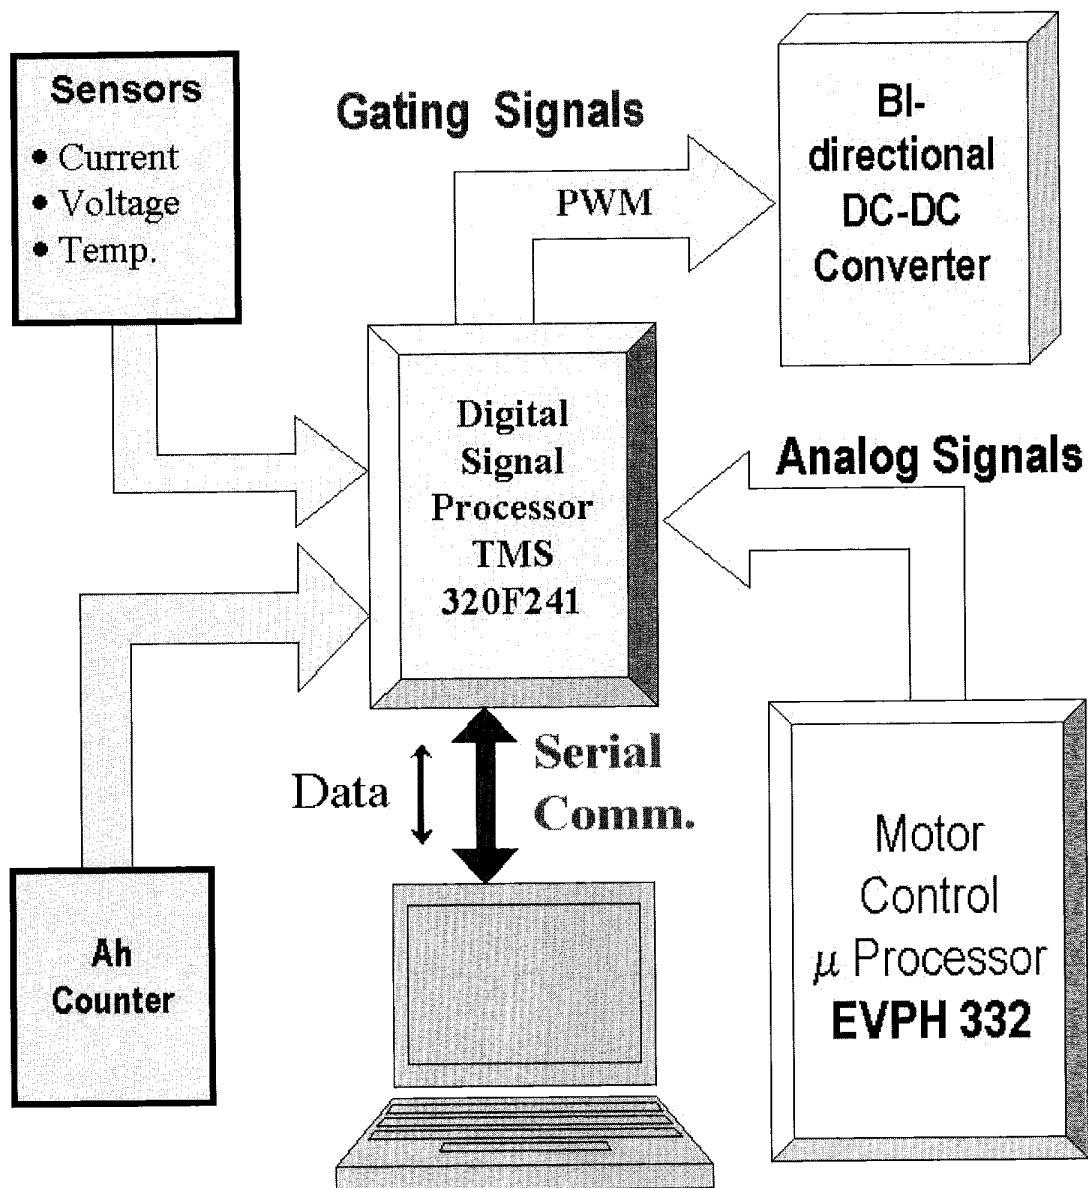 Sensors
• Current
• Voltage
• Temp.
Gating Signals
PWM
BI-
directional
DC-DC
Converter
Digital
Signal
Processor
TMS
320F241
Analog Signals
Data
Serial
Comm.
Ah
Counter
Motor
Control
μ Processor
EVPH 332